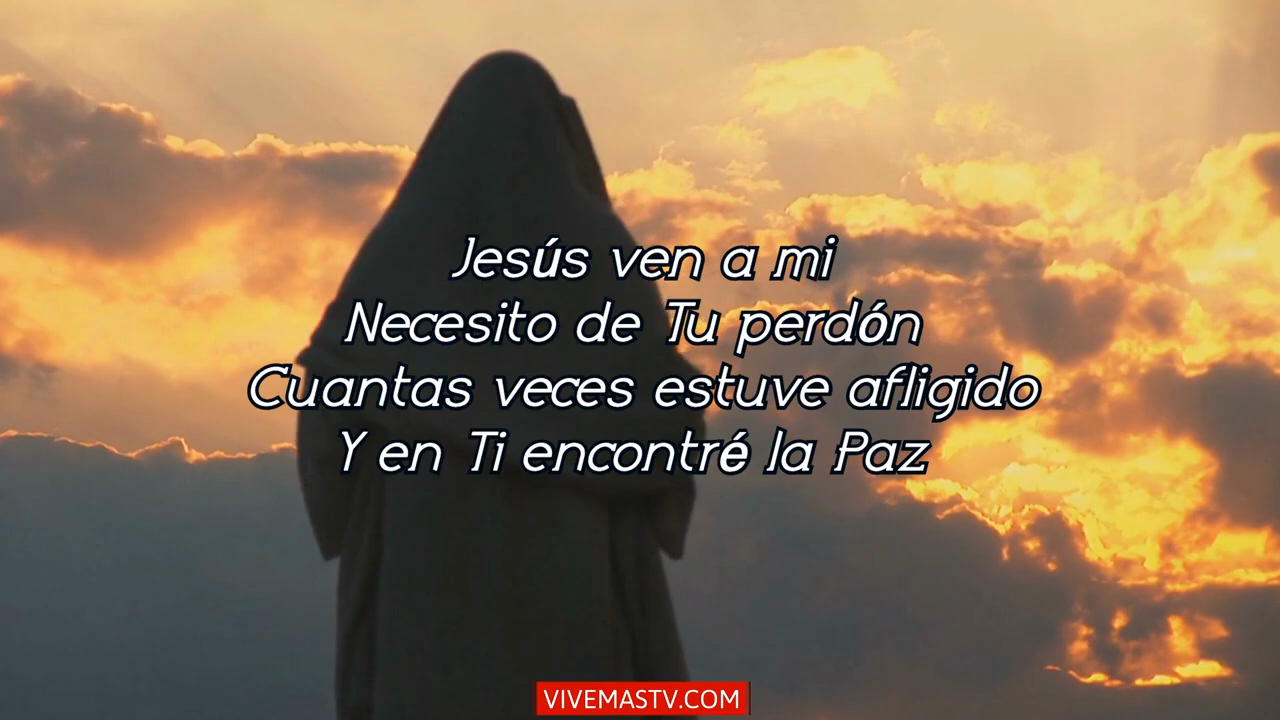 Jesús ven a mi
Necesito de Tu perdón
Cuantas veces estuve afligido
Y en Ti encontré la Paz
VIVEMASTV.COM